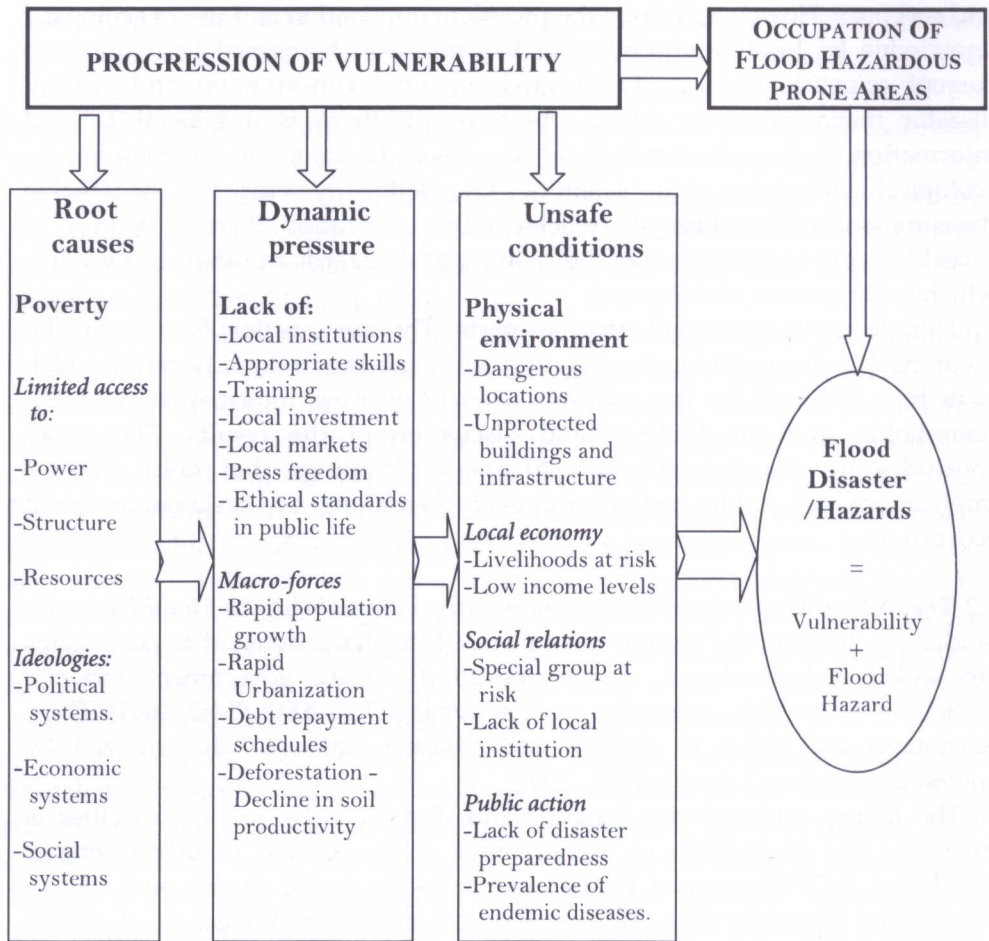 PROGRESSION OF VULNERABILITY
OCCUPATION OF
FLOOD HAZARDOUS
PRONE AREAS
Root
causes
Poverty
Limited access
to:
-Power
-Structure
-Resources
Ideologies:
-Political
systems.
-Economic
systems
-Social
systems
Dynamic
pressure
Lack of:
-Local institutions
-Appropriate skills
-Training
-Local investment
-Local markets
-Press freedom
-Ethical standards
in public life
Macro-forces
-Rapid population
growth
-Rapid
Urbanization
-Debt repayment
schedules
-Deforestation -
Decline in soil
productivity
Unsafe
conditions
Physical
environment
-Dangerous
locations
-Unprotected
buildings and
infrastructure
Local economy
-Livelihoods at risk
-Low income levels
Social relations
-Special group at
risk
-Lack of local
institution
Public action
-Lack of disaster
preparedness
-Prevalence of
endemic diseases.
Flood
Disaster
/Hazards
=
Vulnerability
+
Flood
Hazard